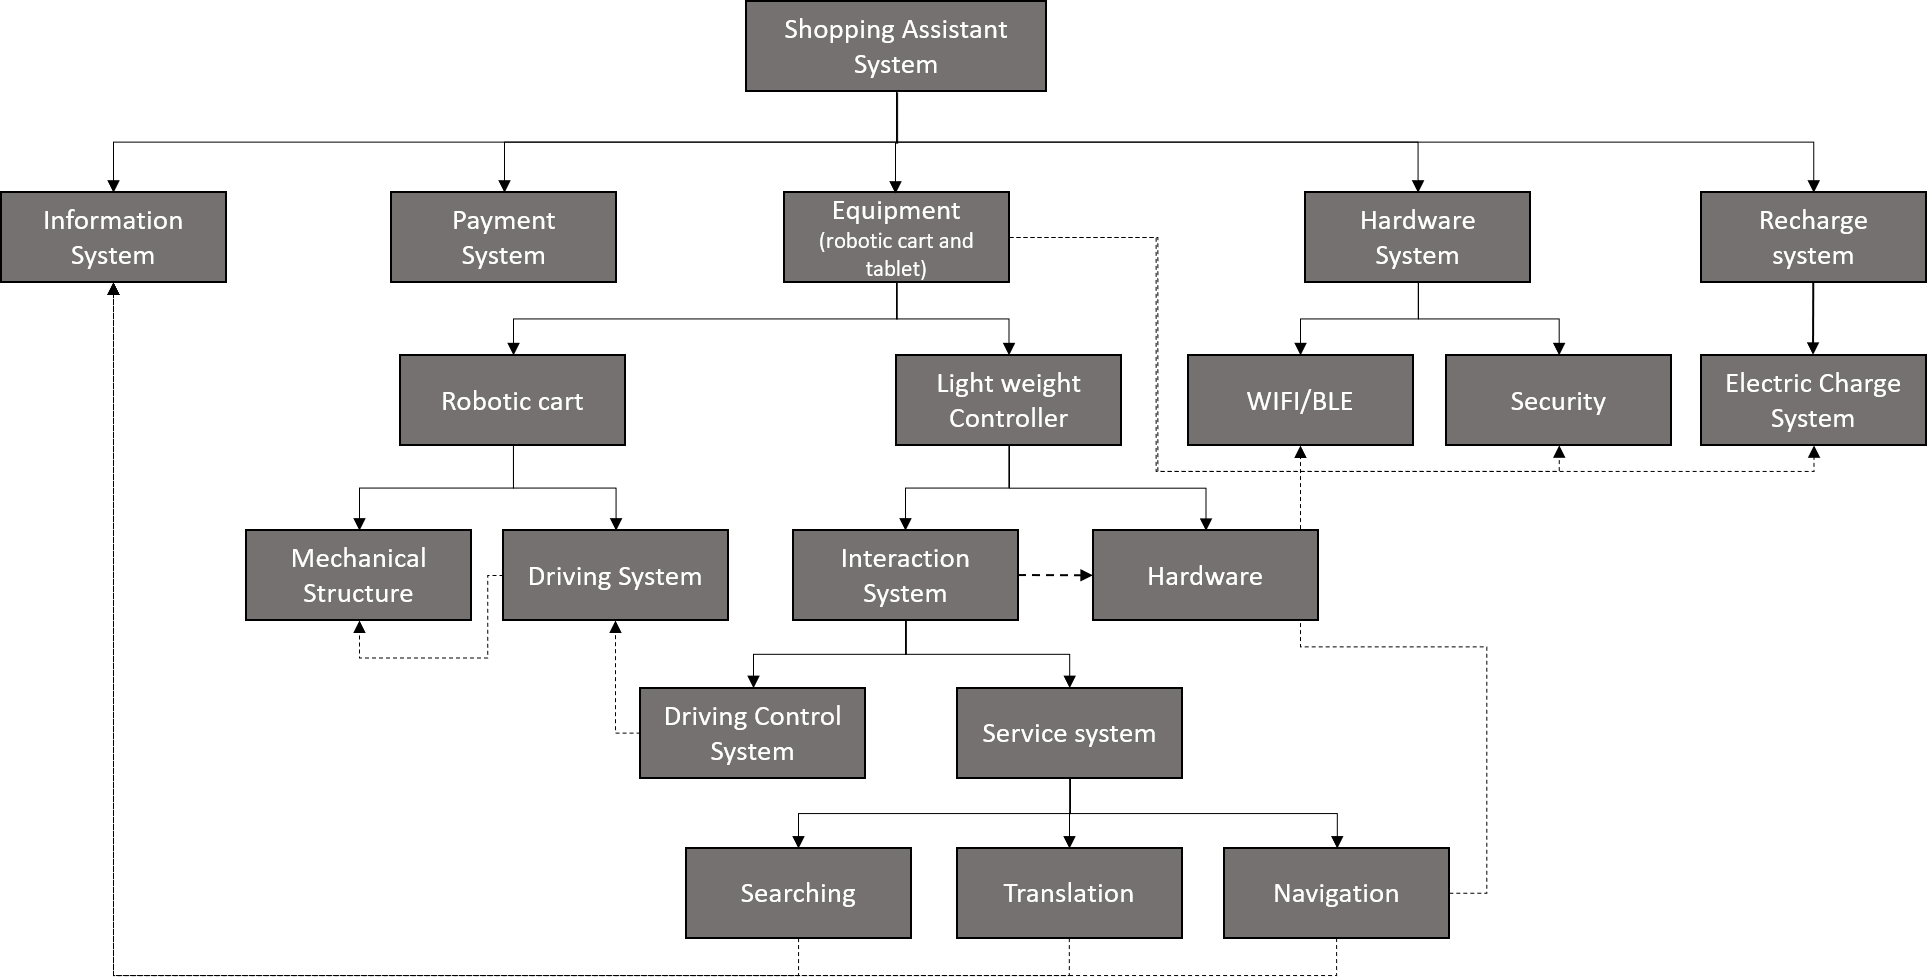 Shopping Assistant
System
Information
System
Payment
System
Equipment
(robotic cart and
tablet)
Hardware
System
Recharge
system
Robotic cart
Light weight
Controller
WIFI/BLE
Security
Electric Charge
System
Mechanical
Structure
Driving System
Interaction
System
Hardware
Driving Control
System
Service system
Searching
Translation
Navigation